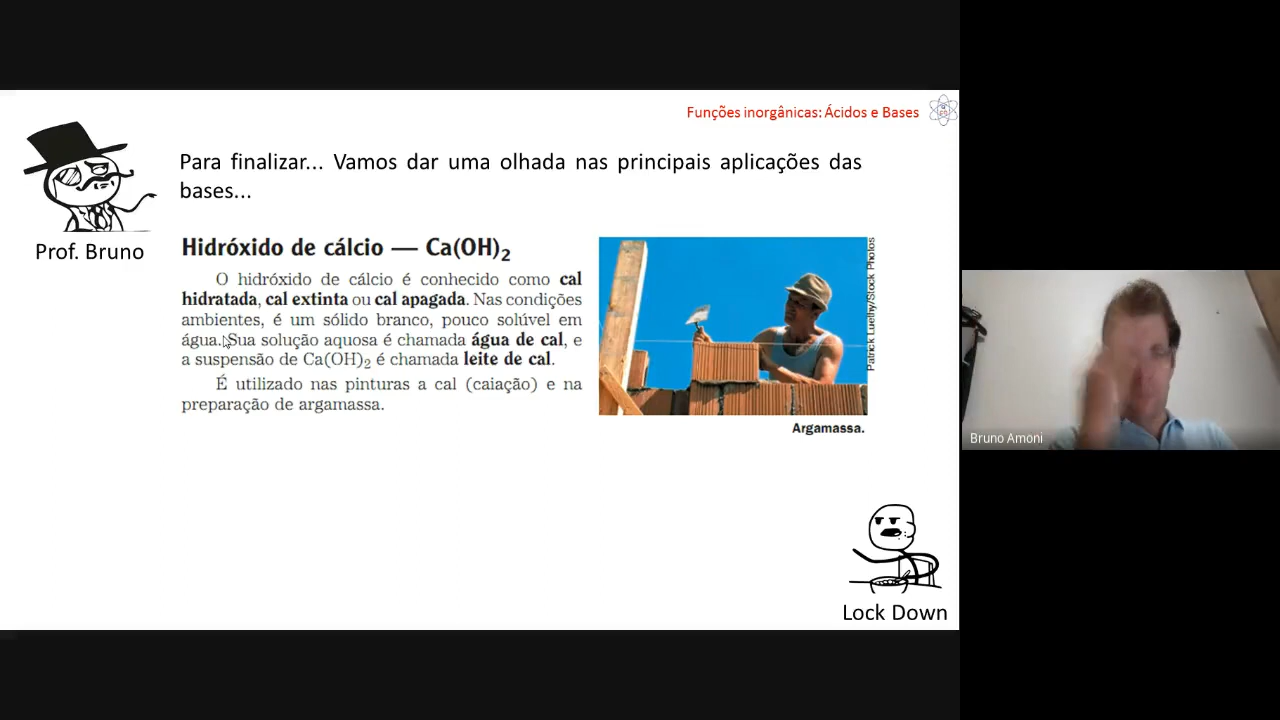 Funções inorgânicas: Ácidos e Bases
Para finalizar... Vamos dar uma olhada nas principais aplicações das
bases...
Prof. Bruno
Hidróxido de cálcio — Ca(OH)₂
O hidróxido de cálcio é conhecido como cal
hidratada, cal extinta ou cal apagada. Nas condições
ambientes, é um sólido branco, pouco solúvel em
água. Sua solução aquosa é chamada água de cal, e
a suspensão de Ca(OH)₂ é chamada leite de cal.
É utilizado nas pinturas a cal (caiação) e na
preparação de argamassa.
Patrick Luethy/Stock Photos
Argamassa.
Bruno Amoni
Lock Down